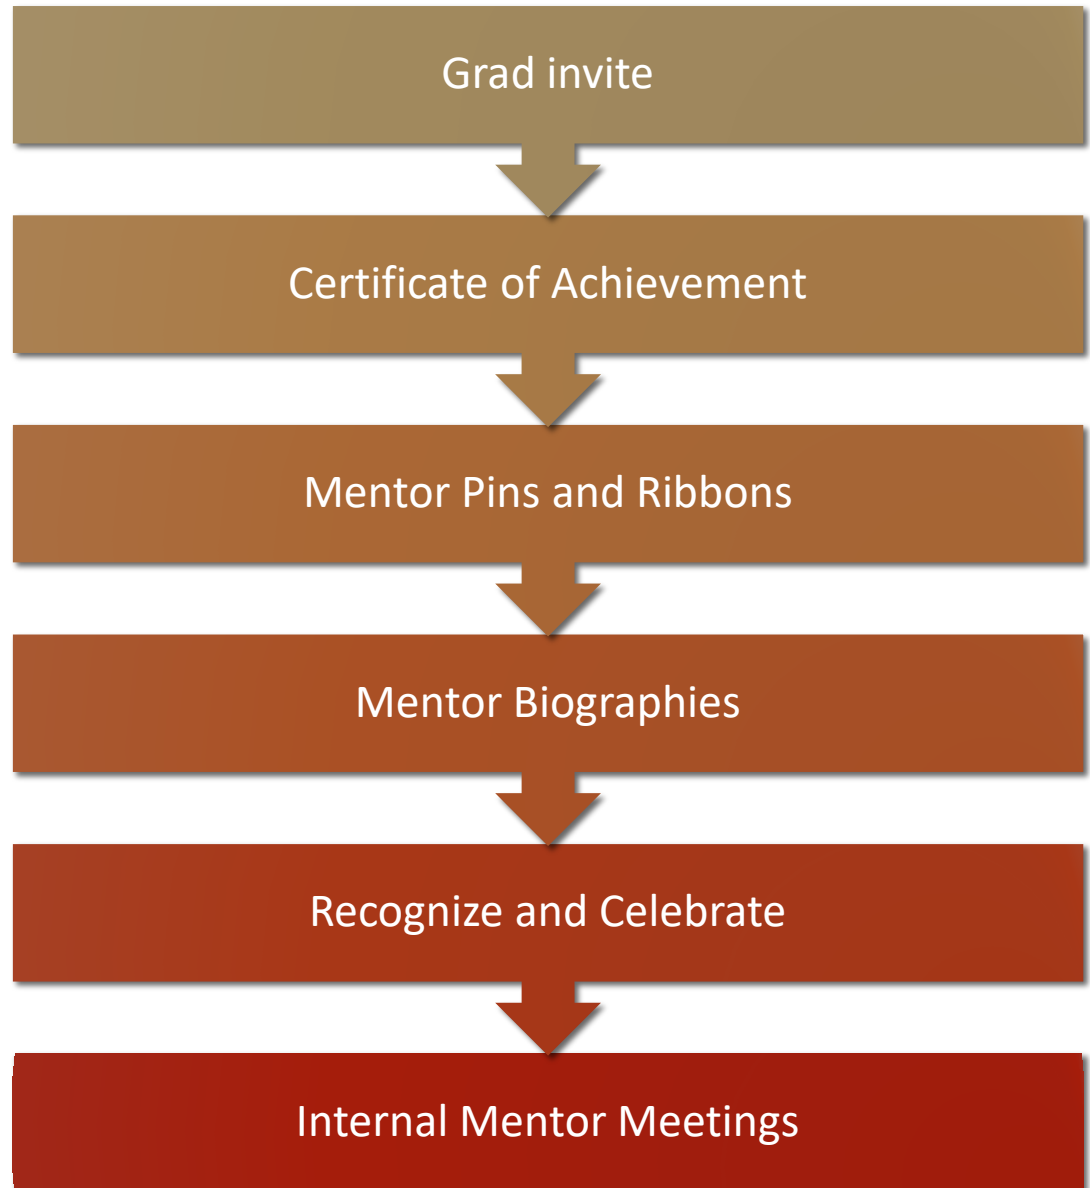 Grad invite
Certificate of Achievement
Mentor Pins and Ribbons
Mentor Biographies
Recognize and Celebrate
Internal Mentor Meetings